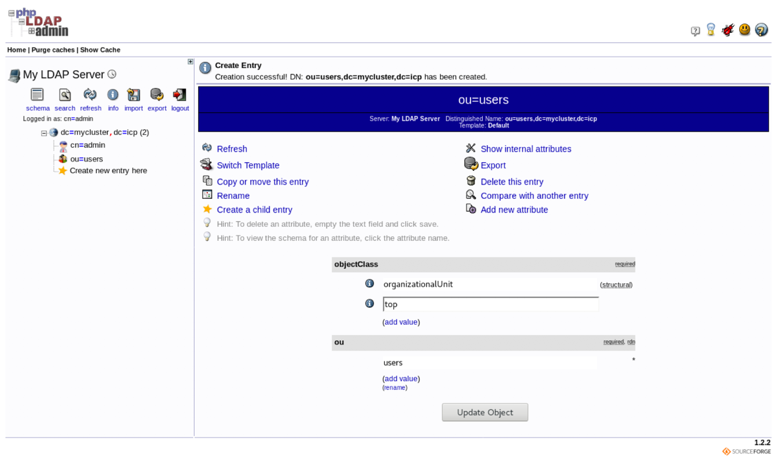 php
LDAP
admin
Home | Purge caches | Show Cache
My LDAP Server
schema search refresh info import export logout
Logged in as: cn=admin
dc=mycluster, dc=icp (2)
cn=admin
ou=users
Create new entry here
Create Entry
Creation successful! DN: ou=users,dc=mycluster,dc=icp has been created.
ou=users
Server: My LDAP Server Distinguished Name: ou=users,dc=mycluster,dc=icp
Template: Default
Refresh Show internal attributes
Switch Template Export
Copy or move this entry Delete this entry
Rename Compare with another entry
Create a child entry Add new attribute
Hint: To delete an attribute, empty the text field and click save.
Hint: To view the schema for an attribute, click the attribute name.
objectClass required
organizationalUnit (structural)
top
(add value)
ou required, rdn
users *
(add value)
(rename)
Update Object
1.2.2
SOURCEFORGE